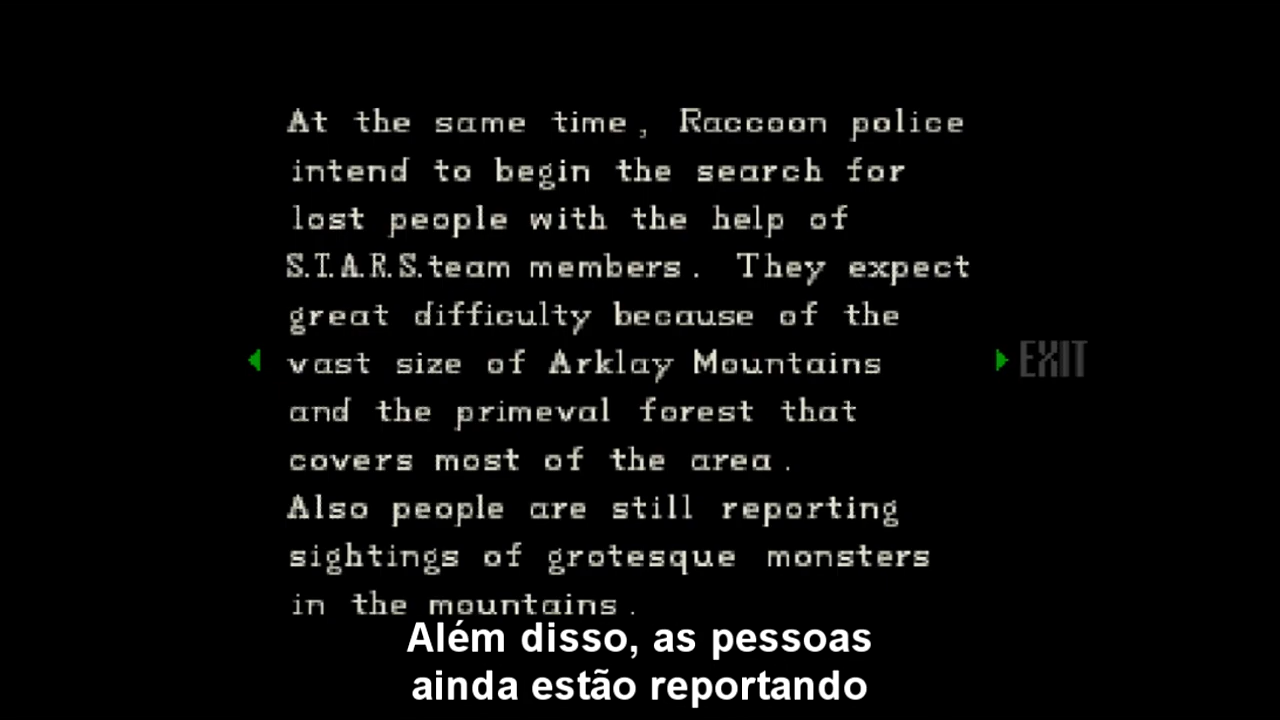 At the same time, Raccoon police
intend to begin the search for
lost people with the help of
S.T.A.R.S.team members. They expect
great difficulty because of the
vast size of Arklay Mountains
EXIT
and the primeval forest that
covers most of the area.
Also people are still reporting
sightings of grotesque monsters
in the mountains.
Além disso, as pessoas
ainda estão reportando